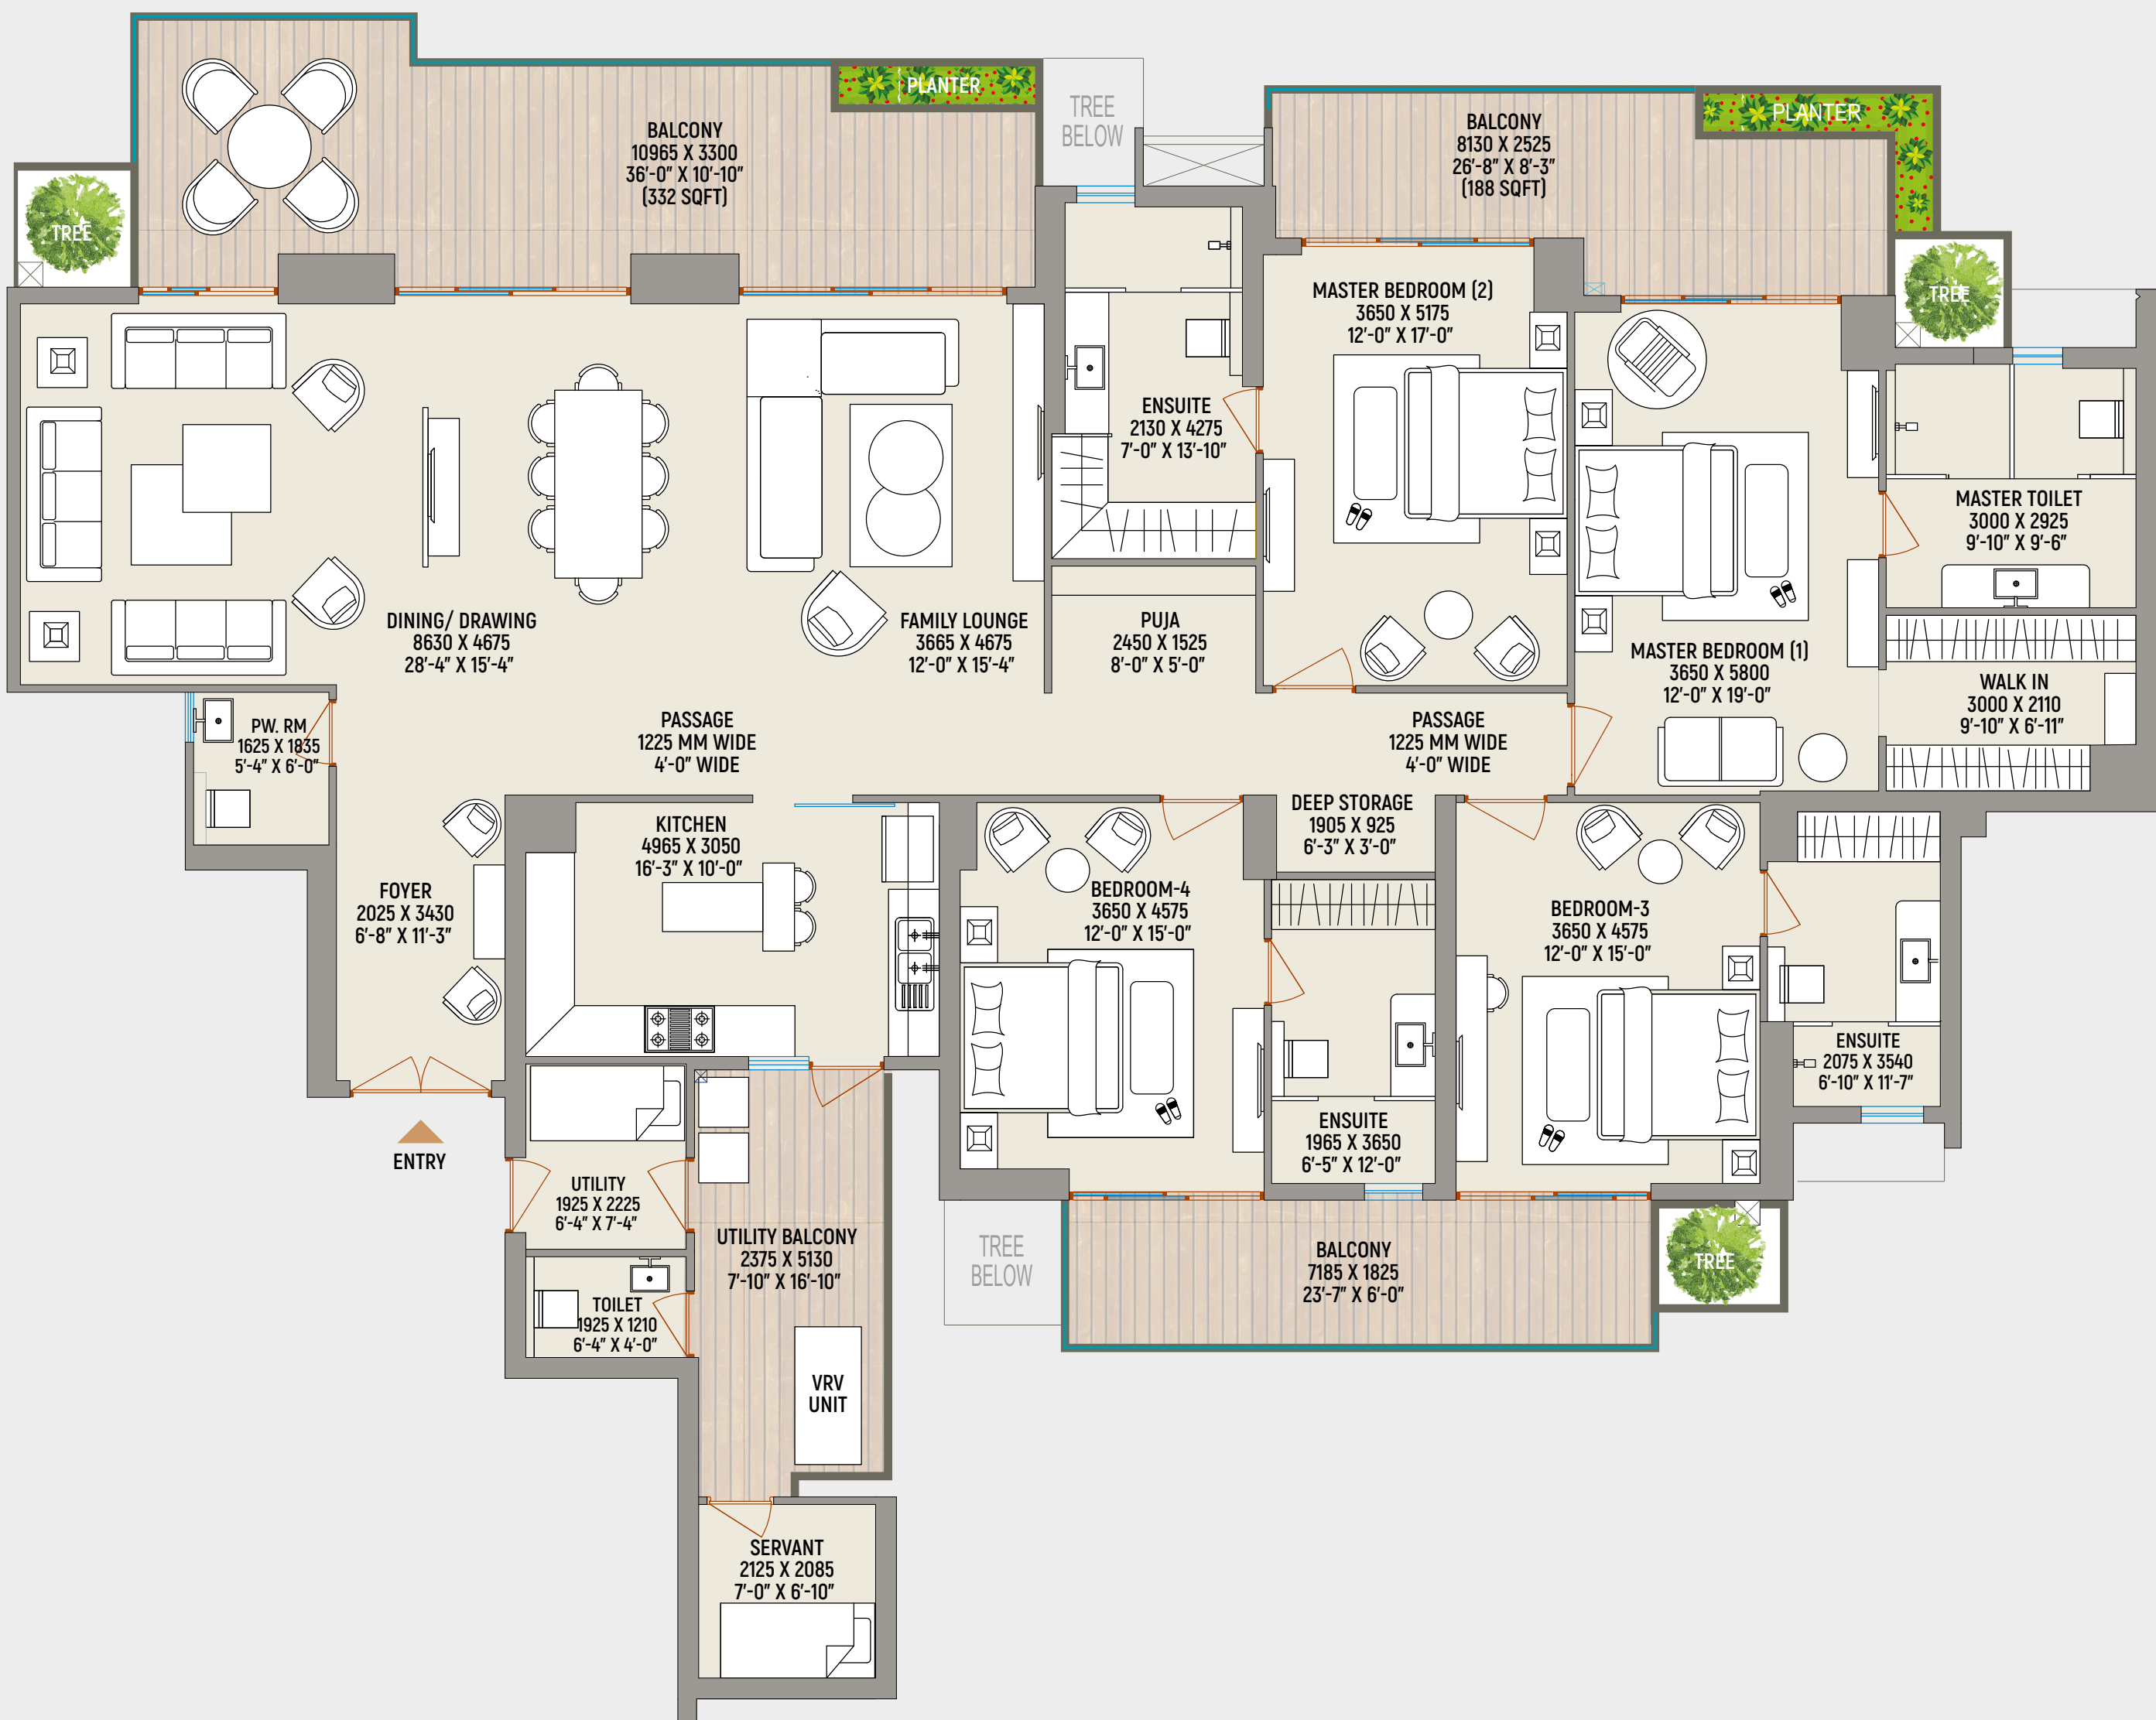 PLANTER
TREE
BELOW
BALCONY
10965 X 3300
36'-0" X 10'-10"
(332 SQFT)
BALCONY
8130 X 2525
26'-8" X 8'-3"
(188 SQFT)
PLANTER
TREE
TREE
MASTER BEDROOM (2)
3650 X 5175
12'-0" X 17'-0"
ENSUITE
2130 X 4275
7'-0" X 13'-10"
MASTER TOILET
3000 X 2925
9'-10" X 9'-6"
DINING/ DRAWING
8630 X 4675
28'-4" X 15'-4"
FAMILY LOUNGE
3665 X 4675
12'-0" X 15'-4"
PUJA
2450 X 1525
8'-0" X 5'-0"
MASTER BEDROOM (1)
3650 X 5800
12'-0" X 19'-0"
WALK IN
3000 X 2110
9'-10" X 6'-11"
PW. RM
1625 X 1835
5'-4" X 6'-0"
PASSAGE
1225 MM WIDE
4'-0" WIDE
PASSAGE
1225 MM WIDE
4'-0" WIDE
DEEP STORAGE
1905 X 925
6'-3" X 3'-0"
KITCHEN
4965 X 3050
16'-3" X 10'-0"
FOYER
2025 X 3430
6'-8" X 11'-3"
BEDROOM-4
3650 X 4575
12'-0" X 15'-0"
BEDROOM-3
3650 X 4575
12'-0" X 15'-0"
ENSUITE
2075 X 3540
6'-10" X 11'-7"
ENSUITE
1965 X 3650
6'-5" X 12'-0"
ENTRY
UTILITY
1925 X 2225
6'-4" X 7'-4"
UTILITY BALCONY
2375 X 5130
7'-10" X 16'-10"
TREE
BELOW
BALCONY
7185 X 1825
23'-7" X 6'-0"
TREE
TOILET
1925 X 1210
6'-4" X 4'-0"
VRV
UNIT
SERVANT
2125 X 2085
7'-0" X 6'-10"